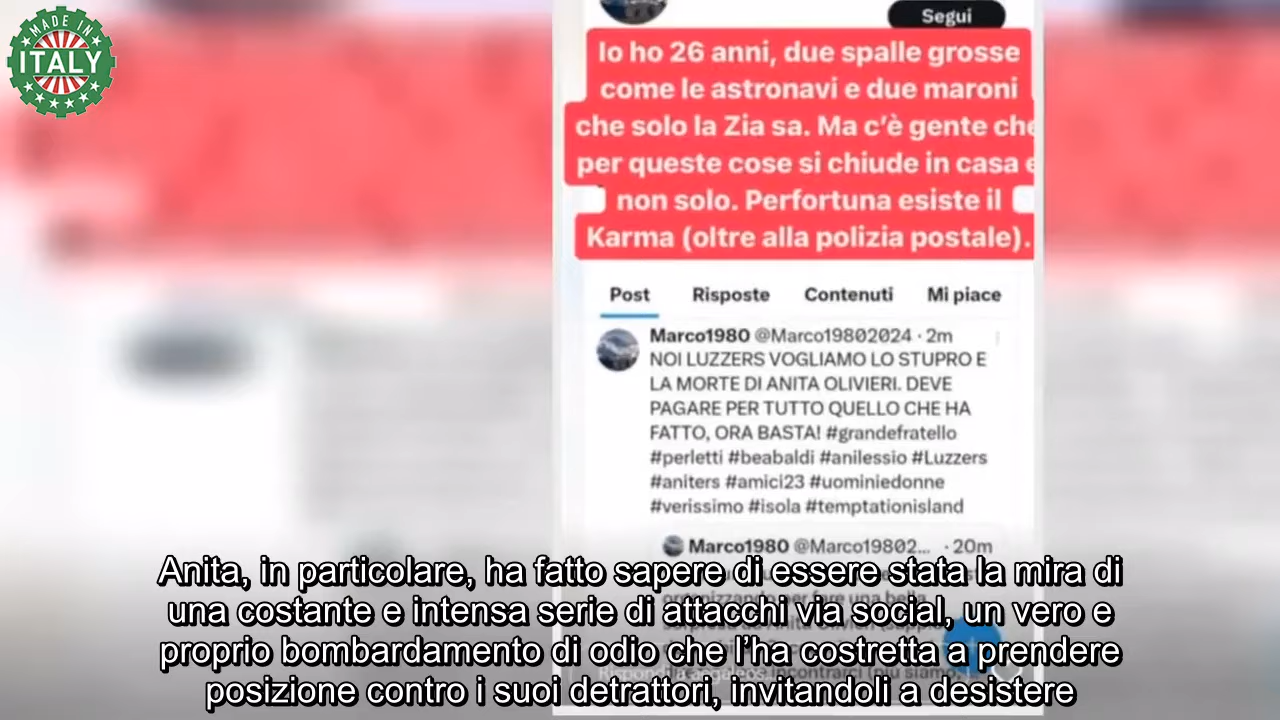 MADE IN
ITALY
Segui
Io ho 26 anni, due spalle grosse
come le astronavi e due maroni
che solo la Zia sa. Ma c'è gente che
per queste cose si chiude in casa e
non solo. Perfortuna esiste il
Karma (oltre alla polizia postale).
Post Risposte Contenuti Mi piace
Marco1980 @Marco19802024 · 2m
NOI LUZZERS VOGLIAMO LO STUPRO E
LA MORTE DI ANITA OLIVIERI. DEVE
PAGARE PER TUTTO QUELLO CHE HA
FATTO, ORA BASTA! #grandefratello
#perletti #beabaldi #anilessio #Luzzers
#aniters #amici23 #uominiedonne
#verissimo #isola #temptationisland
Marco1980 @Marco19802... · 20m
Anita, in particolare, ha fatto sapere di essere stata la mira di
una costante e intensa serie di attacchi via social, un vero e
proprio bombardamento di odio che l'ha costretta a prendere
posizione contro i suoi detrattori, invitandoli a desistere